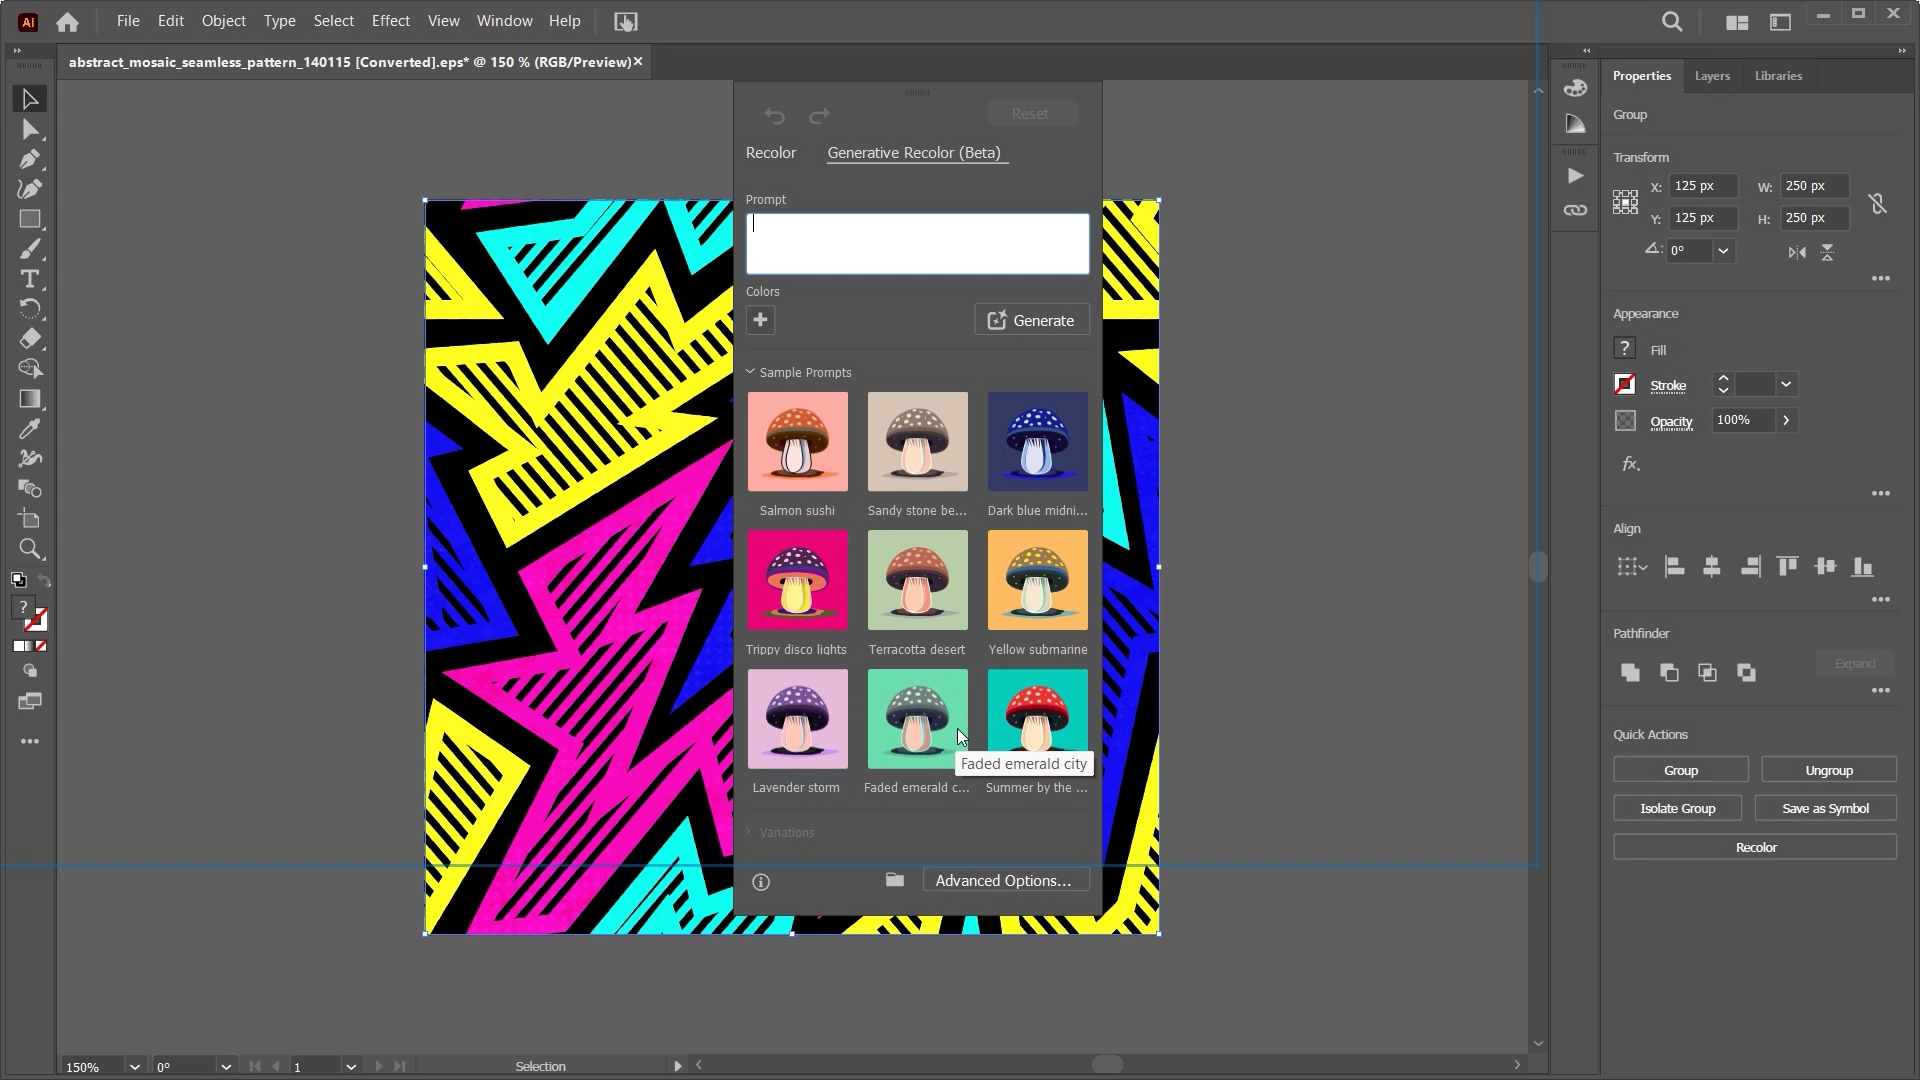 Ai File Edit Object Type Select Effect View Window Help
abstract_mosaic_seamless_pattern_140115 [Converted].eps* @ 150 % (RGB/Preview)
Reset
Recolor Generative Recolor (Beta)
Prompt
Colors
Generate
Sample Prompts
Salmon sushi Sandy stone be... Dark blue midni...
Trippy disco lights Terracotta desert Yellow submarine
Faded emerald city
Lavender storm Faded emerald c... Summer by the ...
Variations
Advanced Options...
Properties Layers Libraries
Group
Transform
X: 125 px W: 250 px
Y: 125 px H: 250 px
0°
Appearance
? Fill
Stroke
Opacity 100%
fx
Align
Pathfinder
Expand
Quick Actions
Group Ungroup
Isolate Group Save as Symbol
Recolor
T
?
150% 0° 1 Selection